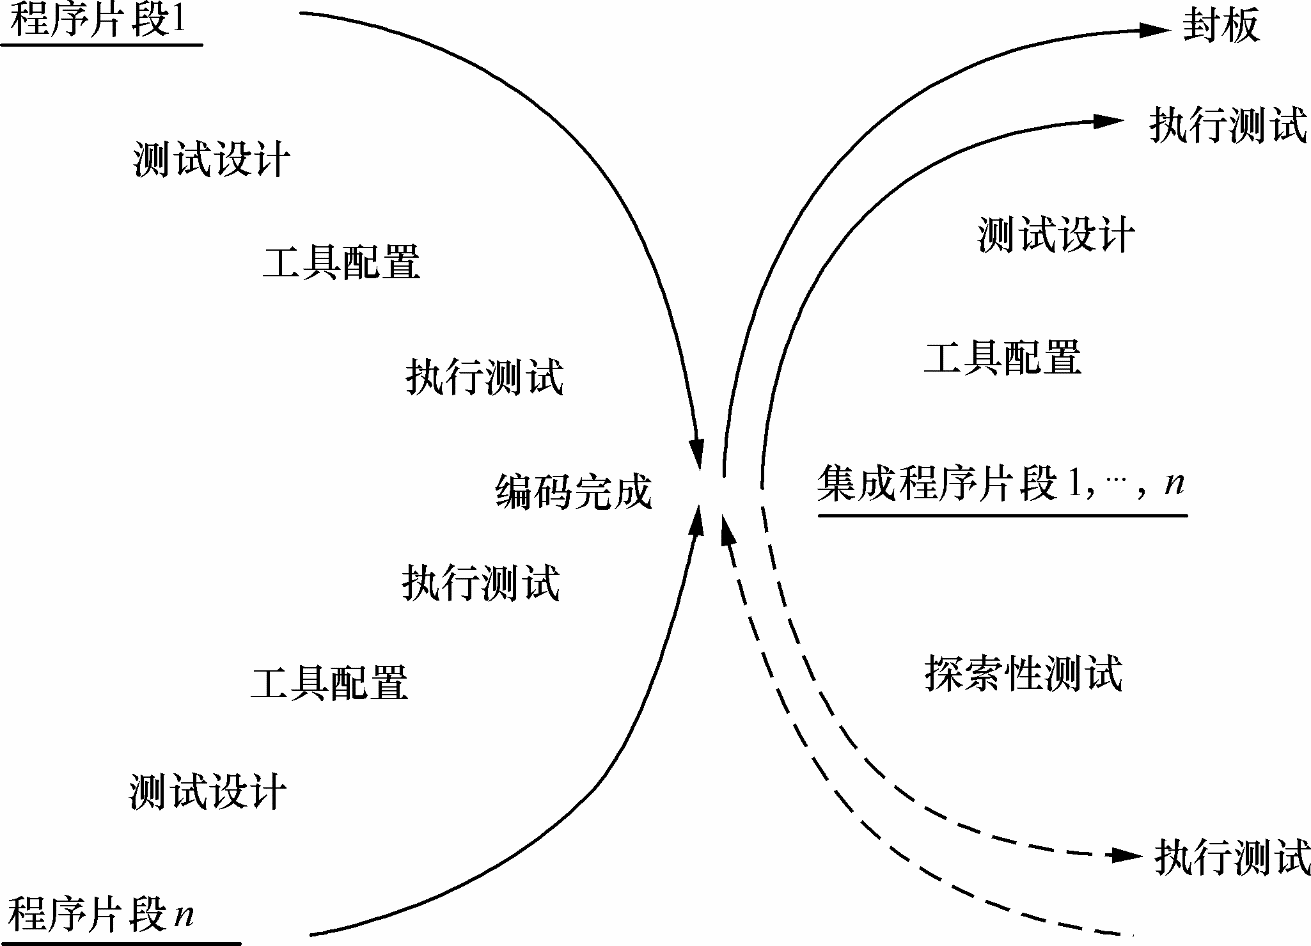 程序片段1
测试设计
工具配置
执行测试
编码完成
执行测试
工具配置
测试设计
程序片段n
封板
执行测试
测试设计
工具配置
集成程序片段1,…, n
探索性测试
执行测试